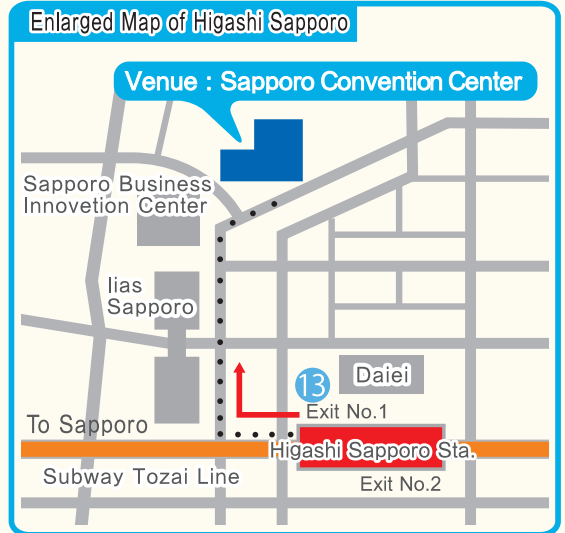 Enlarged Map of Higashi Sapporo
Venue : Sapporo Convention Center
Sapporo Business
Innovetion Center
Iias
Sapporo
13
Daiei
Exit No.1
To Sapporo
Higashi Sapporo Sta.
Subway Tozai Line
Exit No.2